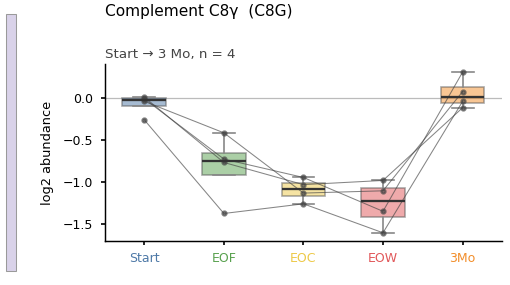 Complement C8γ (C8G)
Start → 3 Mo, n = 4
log2 abundance
0.0
−0.5
−1.0
−1.5
Start EOF EOC EOW 3Mo